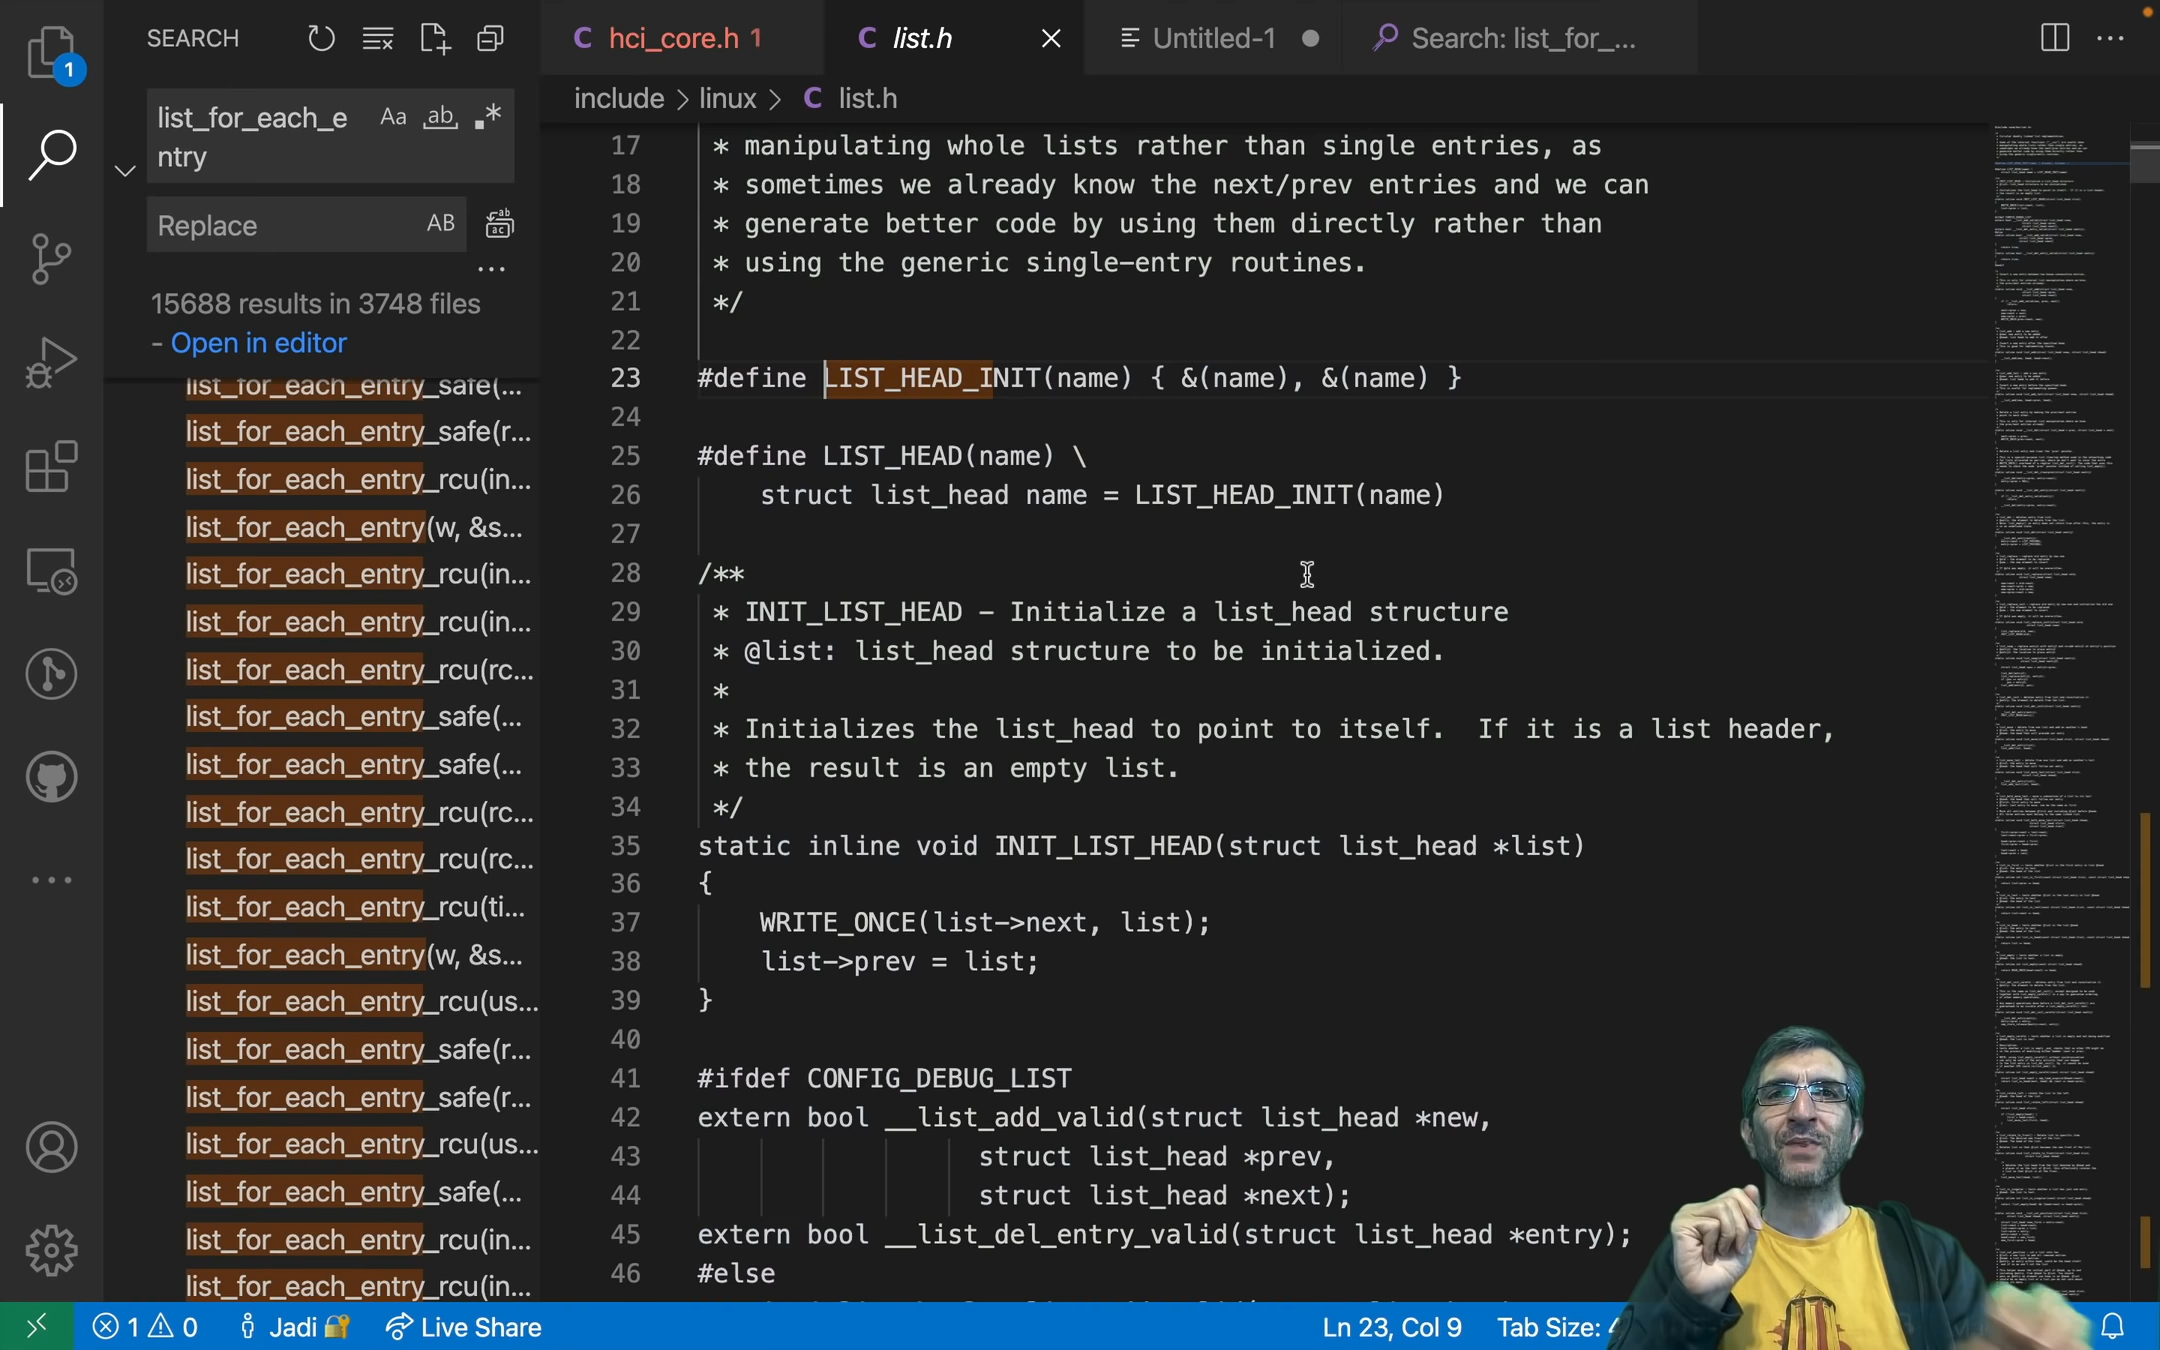 SEARCH
list_for_each_e
ntry
Aa
ab
.*
Replace
AB
15688 results in 3748 files
- Open in editor
list_for_each_entry_safe(...
list_for_each_entry_safe(r...
list_for_each_entry_rcu(in...
list_for_each_entry(w, &s...
list_for_each_entry_rcu(in...
list_for_each_entry_rcu(in...
list_for_each_entry_rcu(rc...
list_for_each_entry_safe(...
list_for_each_entry_safe(...
list_for_each_entry_rcu(rc...
list_for_each_entry_rcu(rc...
list_for_each_entry_rcu(ti...
list_for_each_entry(w, &s...
list_for_each_entry_rcu(us...
list_for_each_entry_safe(r...
list_for_each_entry_safe(r...
list_for_each_entry_rcu(us...
list_for_each_entry_safe(...
list_for_each_entry_rcu(in...
list_for_each_entry_rcu(in...
1
hci_core.h 1
list.h
Untitled-1
Search: list_for_...
include > linux > C list.h
17 * manipulating whole lists rather than single entries, as
18 * sometimes we already know the next/prev entries and we can
19 * generate better code by using them directly rather than
20 * using the generic single-entry routines.
21 */
22
23 #define LIST_HEAD_INIT(name) { &(name), &(name) }
24
25 #define LIST_HEAD(name) \
26 struct list_head name = LIST_HEAD_INIT(name)
27
28 /**
29 * INIT_LIST_HEAD - Initialize a list_head structure
30 * @list: list_head structure to be initialized.
31 *
32 * Initializes the list_head to point to itself.  If it is a list header,
33 * the result is an empty list.
34 */
35 static inline void INIT_LIST_HEAD(struct list_head *list)
36 {
37 WRITE_ONCE(list->next, list);
38 list->prev = list;
39 }
40
41 #ifdef CONFIG_DEBUG_LIST
42 extern bool __list_add_valid(struct list_head *new,
43 struct list_head *prev,
44 struct list_head *next);
45 extern bool __list_del_entry_valid(struct list_head *entry);
46 #else
1 0
Jadi
Live Share
Ln 23, Col 9
Tab Size: